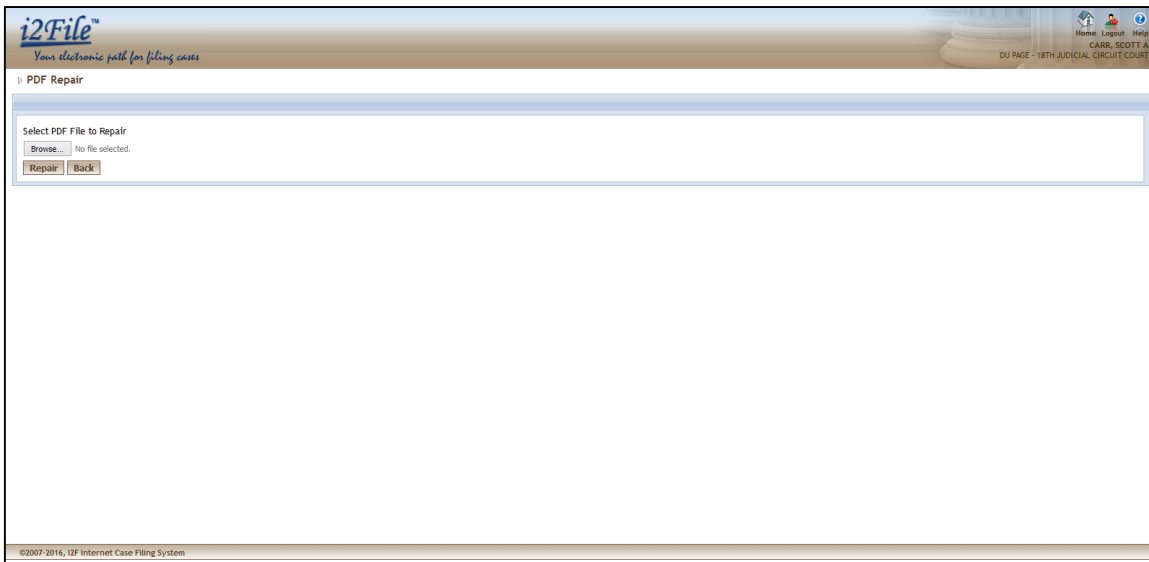 i2File™
Your electronic path for filing cases
Home Logout Help
CARR, SCOTT A
DU PAGE - 18TH JUDICIAL CIRCUIT COURT
PDF Repair
Select PDF File to Repair
Browse... No file selected.
Repair Back
©2007-2016, I2F Internet Case Filing System